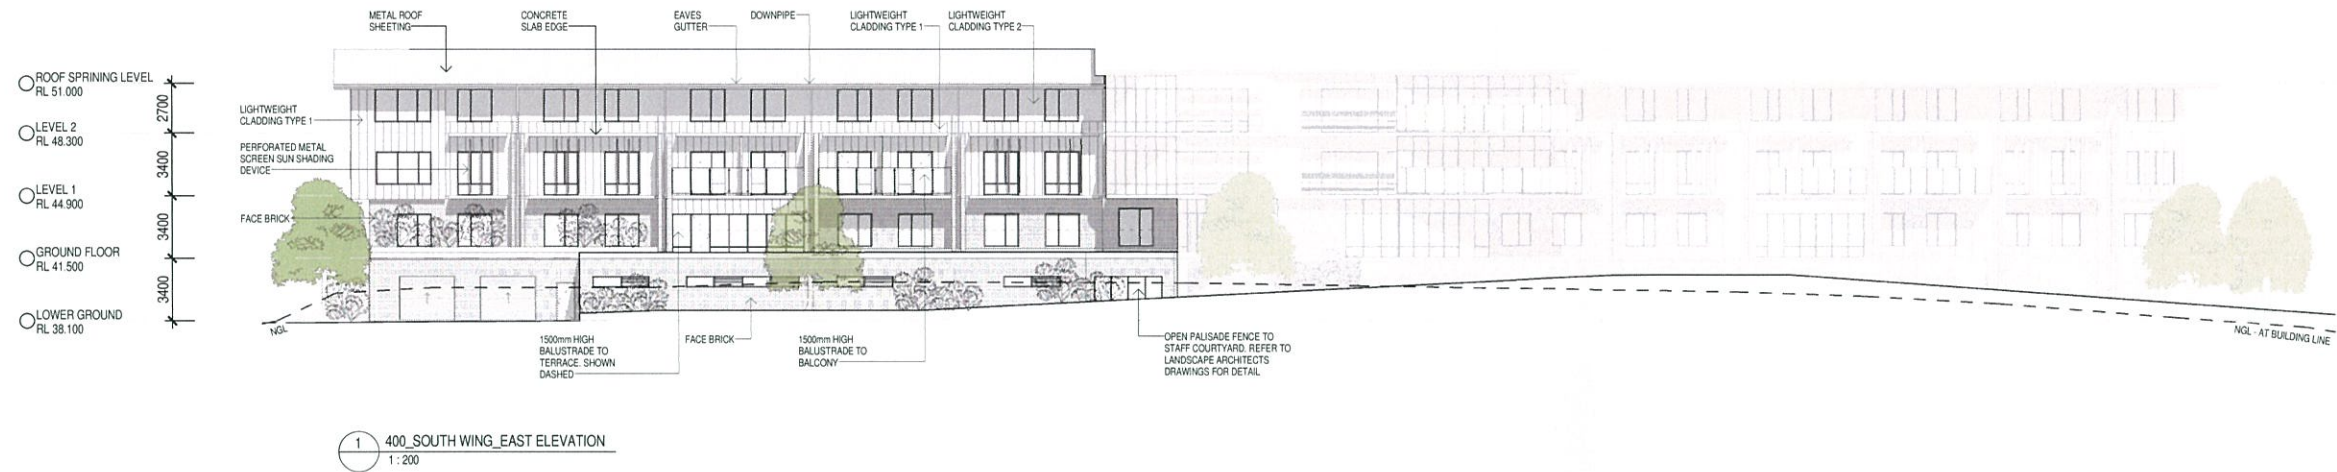 METAL ROOF
SHEETING
CONCRETE
SLAB EDGE
EAVES
GUTTER
DOWNPIPE
LIGHTWEIGHT
CLADDING TYPE 1
LIGHTWEIGHT
CLADDING TYPE 2
ROOF SPRINING LEVEL
RL 51.000
2700
LIGHTWEIGHT
CLADDING TYPE 1
LEVEL 2
RL 48.300
PERFORATED METAL
SCREEN SUN SHADING
DEVICE
3400
LEVEL 1
RL 44.900
FACE BRICK
3400
GROUND FLOOR
RL 41.500
3400
LOWER GROUND
RL 38.100
NGL
1500mm HIGH
BALUSTRADE TO
TERRACE. SHOWN
DASHED
FACE BRICK
1500mm HIGH
BALUSTRADE TO
BALCONY
OPEN PALISADE FENCE TO
STAFF COURTYARD. REFER TO
LANDSCAPE ARCHITECTS
DRAWINGS FOR DETAIL
NGL - AT BUILDING LINE
1
400_SOUTH WING_EAST ELEVATION
1 : 200